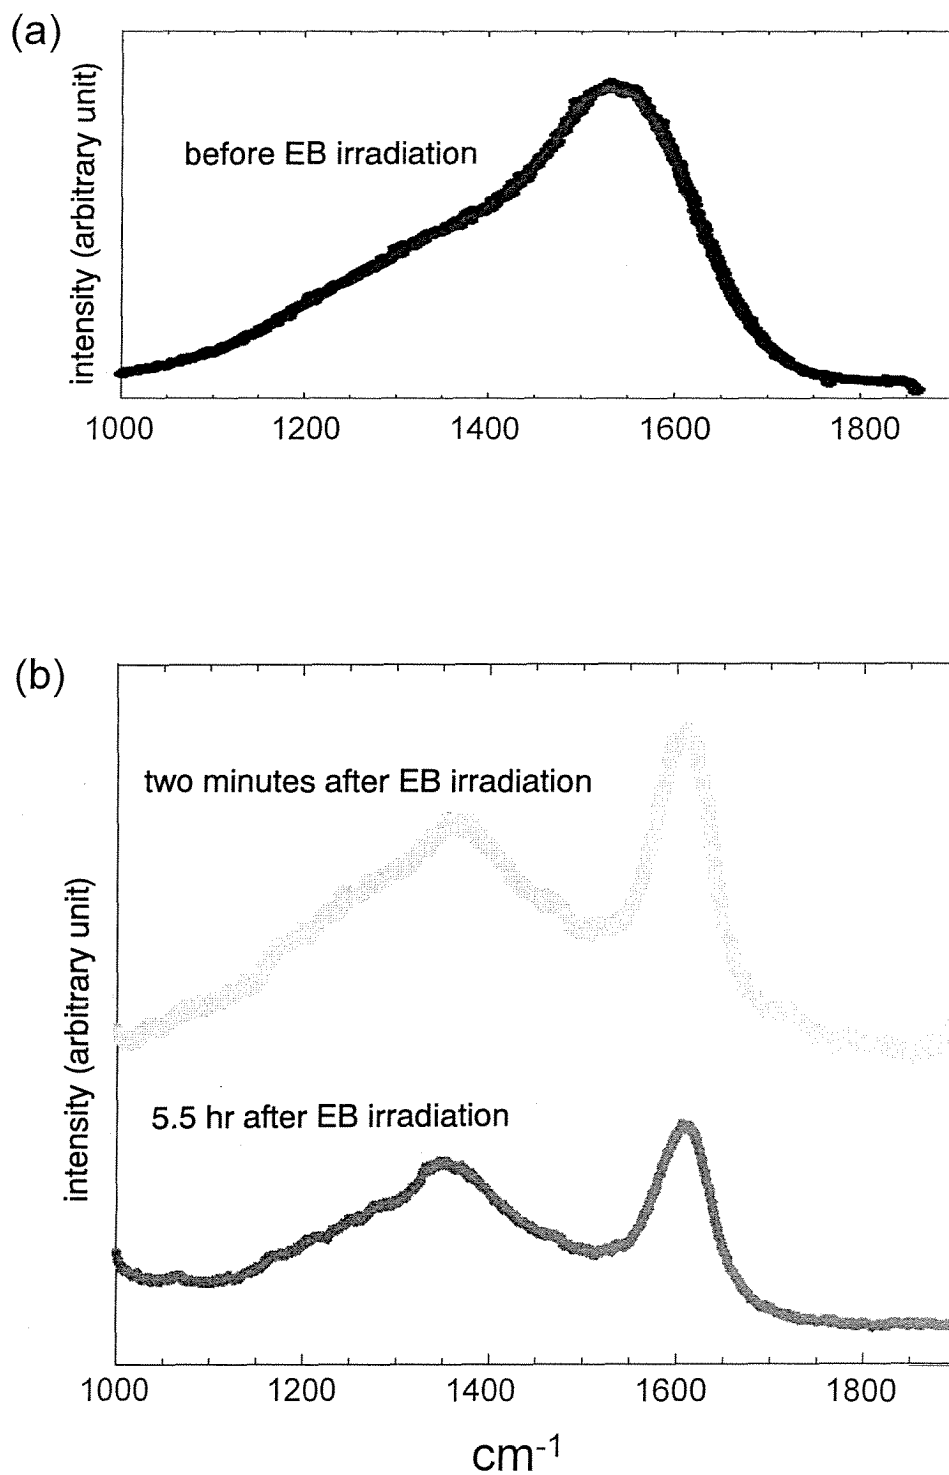 (a)
intensity (arbitrary unit)
before EB irradiation
1000 1200 1400 1600 1800
(b)
intensity (arbitrary unit)
two minutes after EB irradiation
5.5 hr after EB irradiation
1000 1200 1400 1600 1800
cm-1